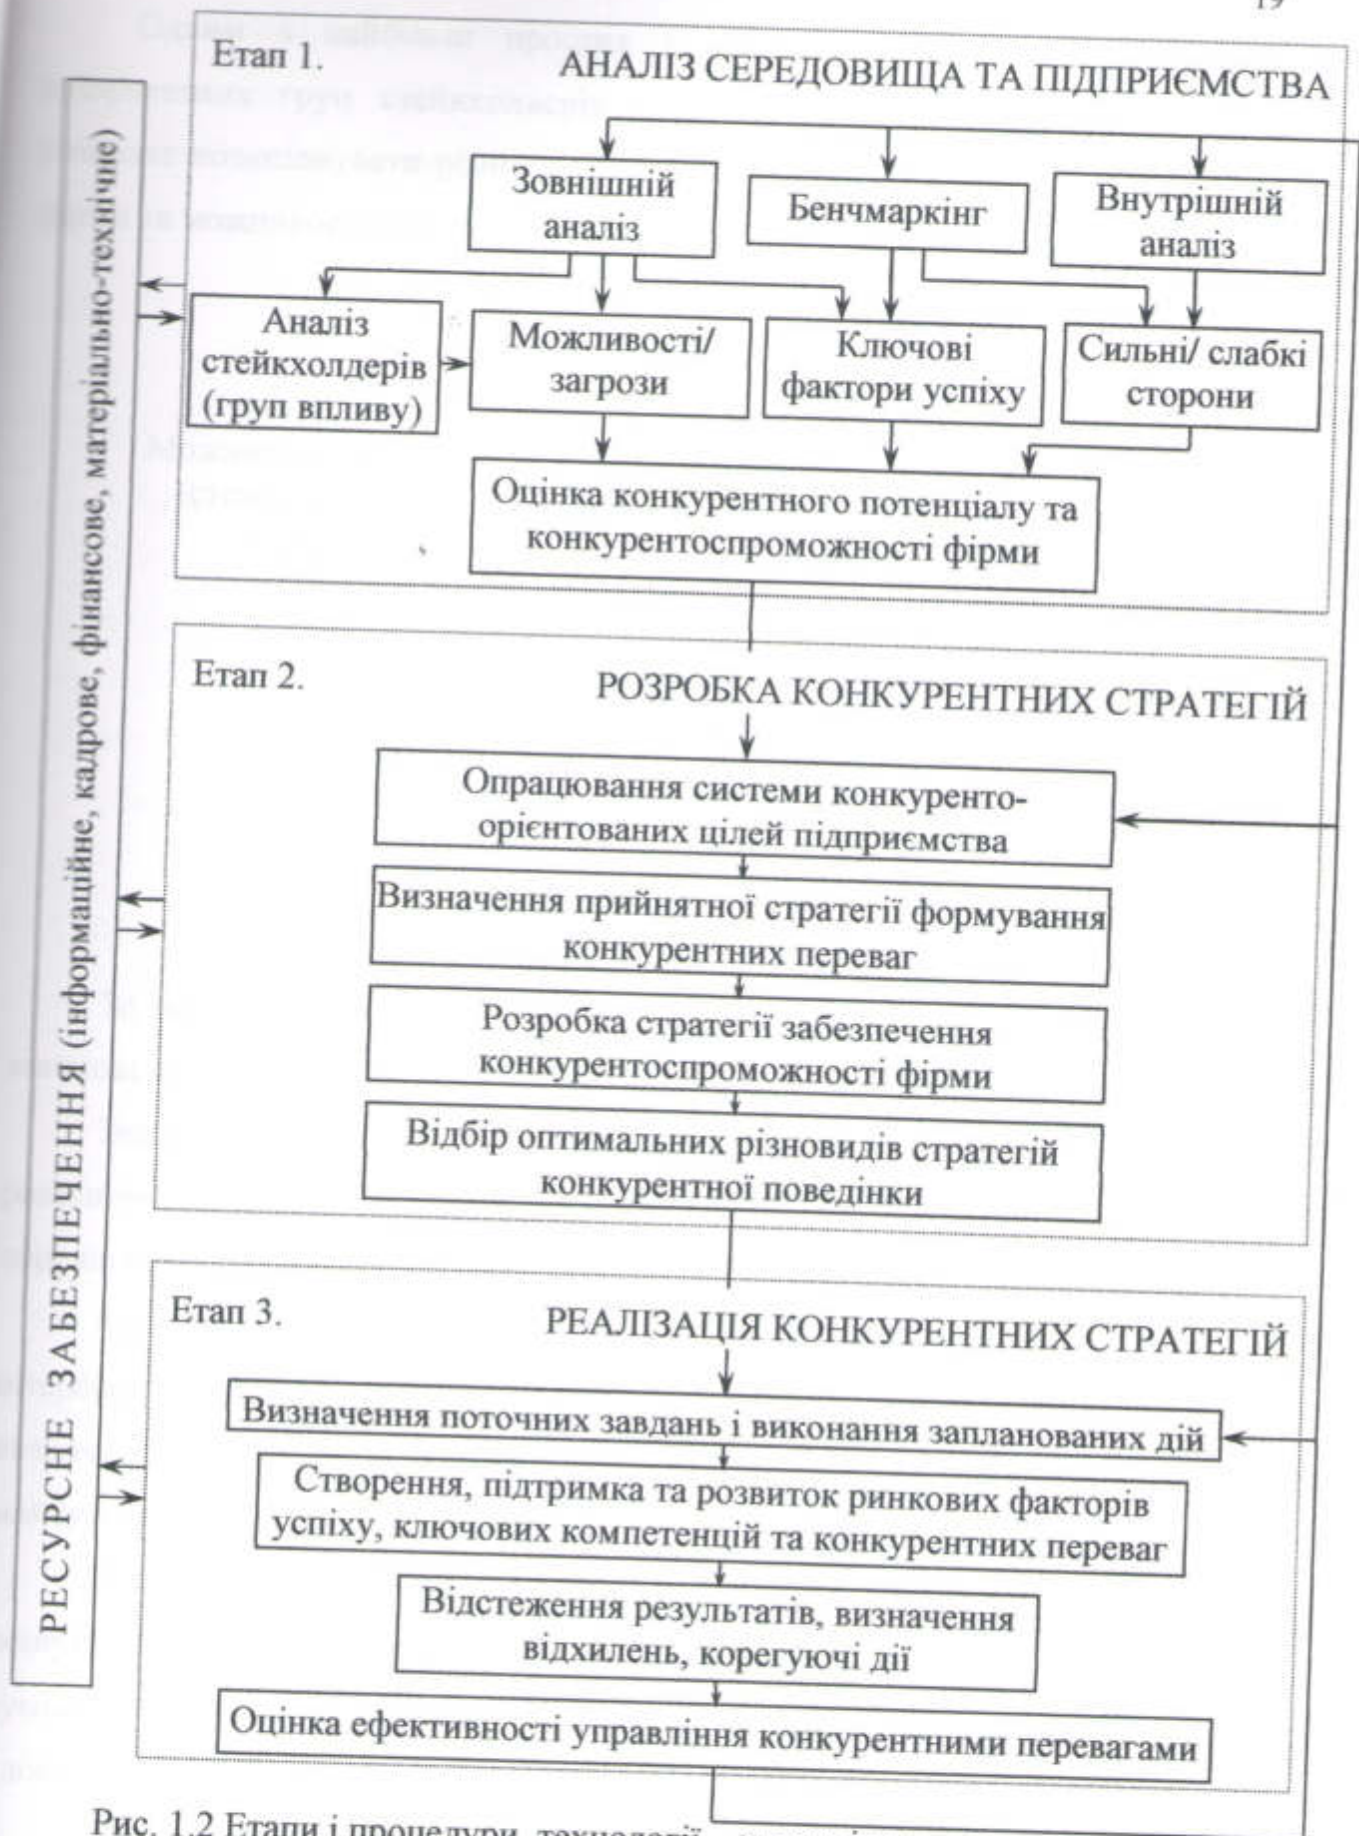 19
Етап 1.
АНАЛІЗ СЕРЕДОВИЩА ТА ПІДПРИЄМСТВА
Зовнішній
аналіз
Бенчмаркінг
Внутрішній
аналіз
Аналіз
стейкхолдерів
(груп впливу)
Можливості/
загрози
Ключові
фактори успіху
Сильні/ слабкі
сторони
Оцінка конкурентного потенціалу та
конкурентоспроможності фірми
Етап 2.
РОЗРОБКА КОНКУРЕНТНИХ СТРАТЕГІЙ
Опрацювання системи конкуренто-
орієнтованих цілей підприємства
Визначення прийнятної стратегії формування
конкурентних переваг
Розробка стратегії забезпечення
конкурентоспроможності фірми
Відбір оптимальних різновидів стратегій
конкурентної поведінки
Етап 3.
РЕАЛІЗАЦІЯ КОНКУРЕНТНИХ СТРАТЕГІЙ
Визначення поточних завдань і виконання запланованих дій
Створення, підтримка та розвиток ринкових факторів
успіху, ключових компетенцій та конкурентних переваг
Відстеження результатів, визначення
відхилень, корегуючі дії
Оцінка ефективності управління конкурентними перевагами
РЕСУРСНЕ ЗАБЕЗПЕЧЕННЯ (інформаційне, кадрове, фінансове, матеріально-технічне)
Рис. 1.2 Етапи і процедури технології